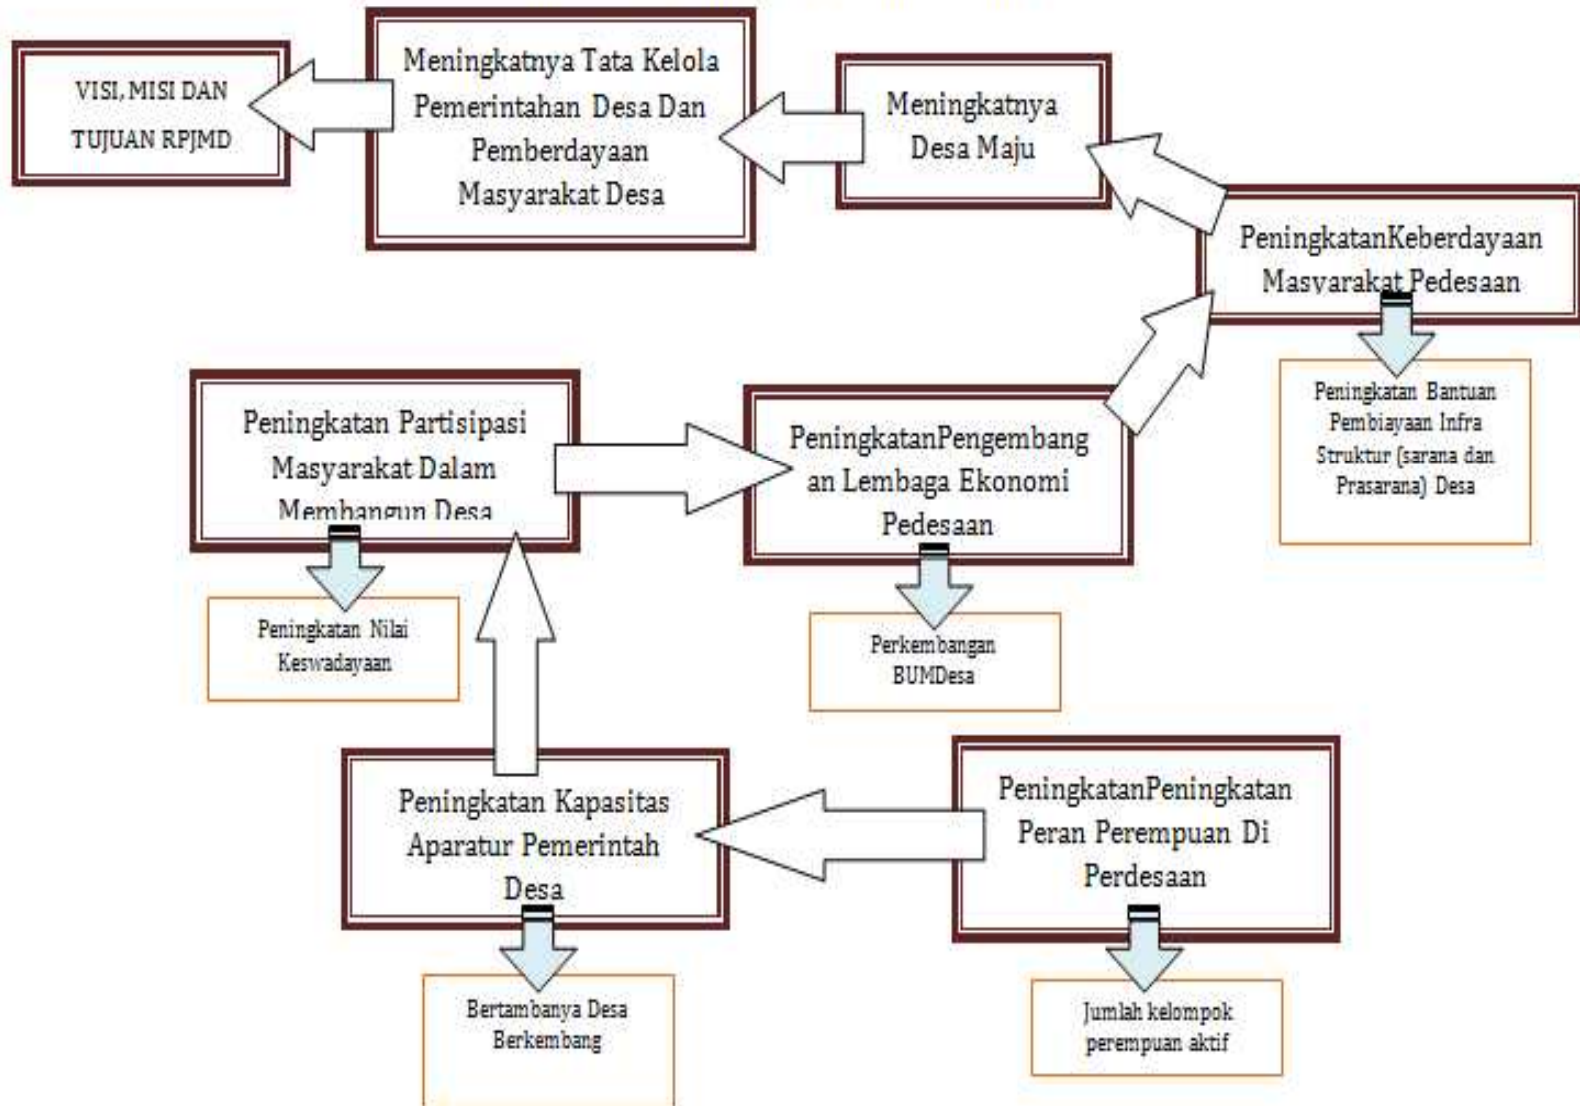 VISI, MISI DAN
TUJUAN RPJMD
Meningkatnya Tata Kelola
Pemerintahan Desa Dan
Pemberdayaan
Masyarakat Desa
Meningkatnya
Desa Maju
PeningkatanKeberdayaan
Masyarakat Pedesaan
Peningkatan Bantuan
Pembiayaan Infra
Struktur (sarana dan
Prasarana) Desa
Peningkatan Partisipasi
Masyarakat Dalam
Membangun Desa
PeningkatanPengembang
an Lembaga Ekonomi
Pedesaan
Peningkatan Nilai
Keswadayaan
Perkembangan
BUMDesa
Peningkatan Kapasitas
Aparatur Pemerintah
Desa
PeningkatanPeningkatan
Peran Perempuan Di
Perdesaan
Bertambanya Desa
Berkembang
Jumlah kelompok
perempuan aktif